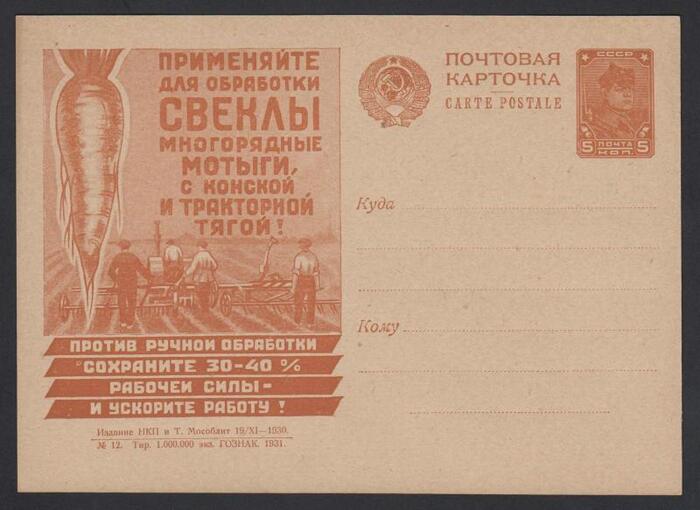 ПРИМЕНЯЙТЕ
ДЛЯ ОБРАБОТКИ
СВЕКЛЫ
МНОГОРЯДНЫЕ
МОТЫГИ,
С КОНСКОЙ
И ТРАКТОРНОЙ
ТЯГОЙ!
ПРОТИВ РУЧНОЙ ОБРАБОТКИ
СОХРАНИТЕ 30-40%
РАБОЧЕЙ СИЛЫ-
И УСКОРИТЕ РАБОТУ!
Издание НКП и Т. Мособлит 19/XI—1930.
№ 12. Тир. 1.000.000 экз. ГОЗНАК. 1931.
ПОЧТОВАЯ
КАРТОЧКА
CARTE POSTALE
СССР
ПОЧТА
5 КОП. 5
Куда
Кому